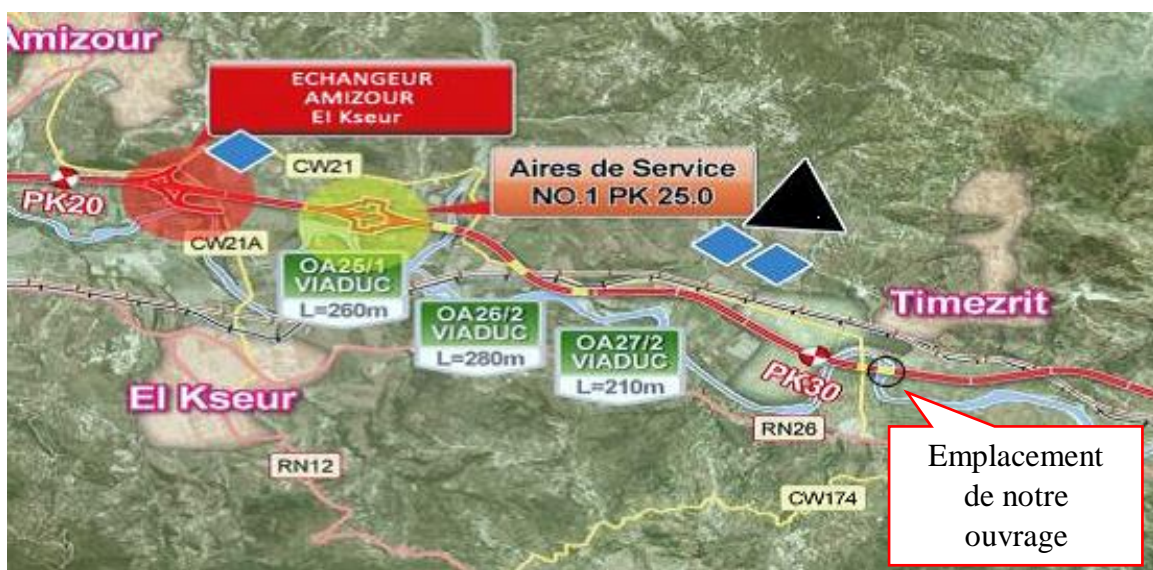 Amizour
ECHANGEUR
AMIZOUR
El Kseur
CW21
Aires de Service
NO.1 PK 25.0
PK20
CW21A
OA25/1
VIADUC
L=260m
OA26/2
VIADUC
L=280m
OA27/2
VIADUC
L=210m
Timezrit
PK30
El Kseur
RN26
RN12
CW174
Emplacement
de notre
ouvrage